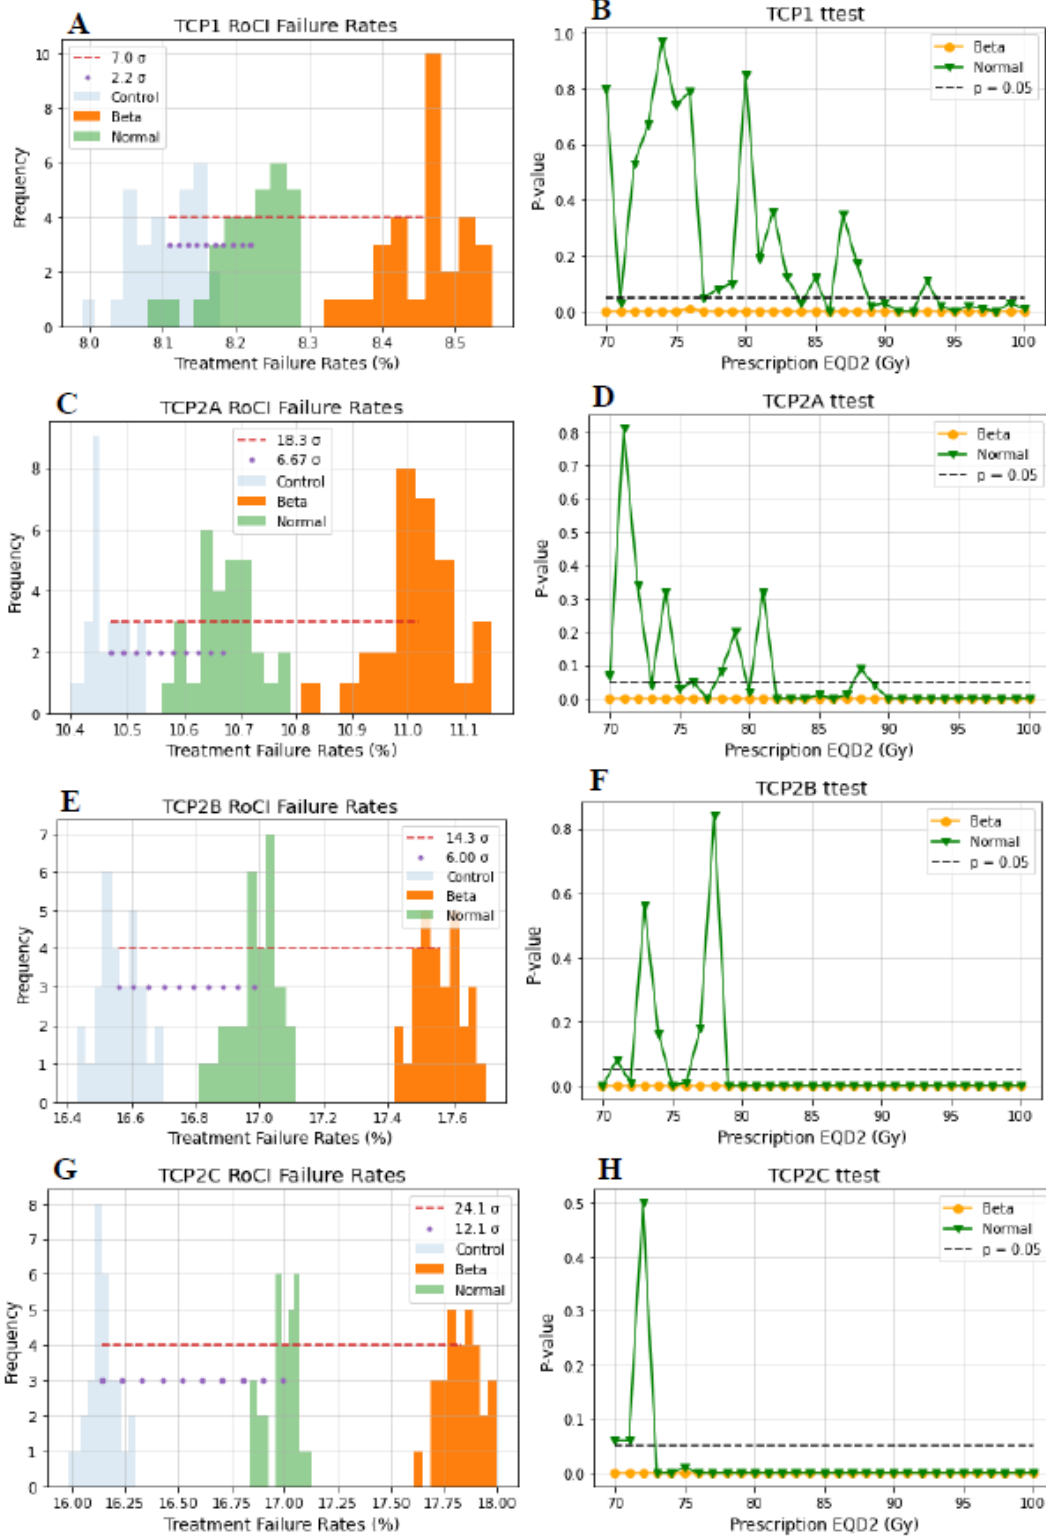 A
TCP1 RoCI Failure Rates
7.0 σ
2.2 σ
Control
Beta
Normal
10
8
6
4
2
0
Frequency
8.0 8.1 8.2 8.3 8.4 8.5
Treatment Failure Rates (%)
B
TCP1 ttest
Beta
Normal
p = 0.05
1.0
0.8
0.6
0.4
0.2
0.0
P-value
70 75 80 85 90 95 100
Prescription EQD2 (Gy)
C
TCP2A RoCI Failure Rates
18.3 σ
6.67 σ
Control
Beta
Normal
8
6
4
2
0
Frequency
10.4 10.5 10.6 10.7 10.8 10.9 11.0 11.1
Treatment Failure Rates (%)
D
TCP2A ttest
Beta
Normal
p = 0.05
0.8
0.7
0.6
0.5
0.4
0.3
0.2
0.1
0.0
P-value
70 75 80 85 90 95 100
Prescription EQD2 (Gy)
E
TCP2B RoCI Failure Rates
14.3 σ
6.00 σ
Control
Beta
Normal
7
6
5
4
3
2
1
0
Frequency
16.4 16.6 16.8 17.0 17.2 17.4 17.6
Treatment Failure Rates (%)
F
TCP2B ttest
Beta
Normal
p = 0.05
0.8
0.6
0.4
0.2
0.0
P-value
70 75 80 85 90 95 100
Prescription EQD2 (Gy)
G
TCP2C RoCI Failure Rates
24.1 σ
12.1 σ
Control
Beta
Normal
8
7
6
5
4
3
2
1
0
Frequency
16.00 16.25 16.50 16.75 17.00 17.25 17.50 17.75 18.00
Treatment Failure Rates (%)
H
TCP2C ttest
Beta
Normal
p = 0.05
0.5
0.4
0.3
0.2
0.1
0.0
P-value
70 75 80 85 90 95 100
Prescription EQD2 (Gy)